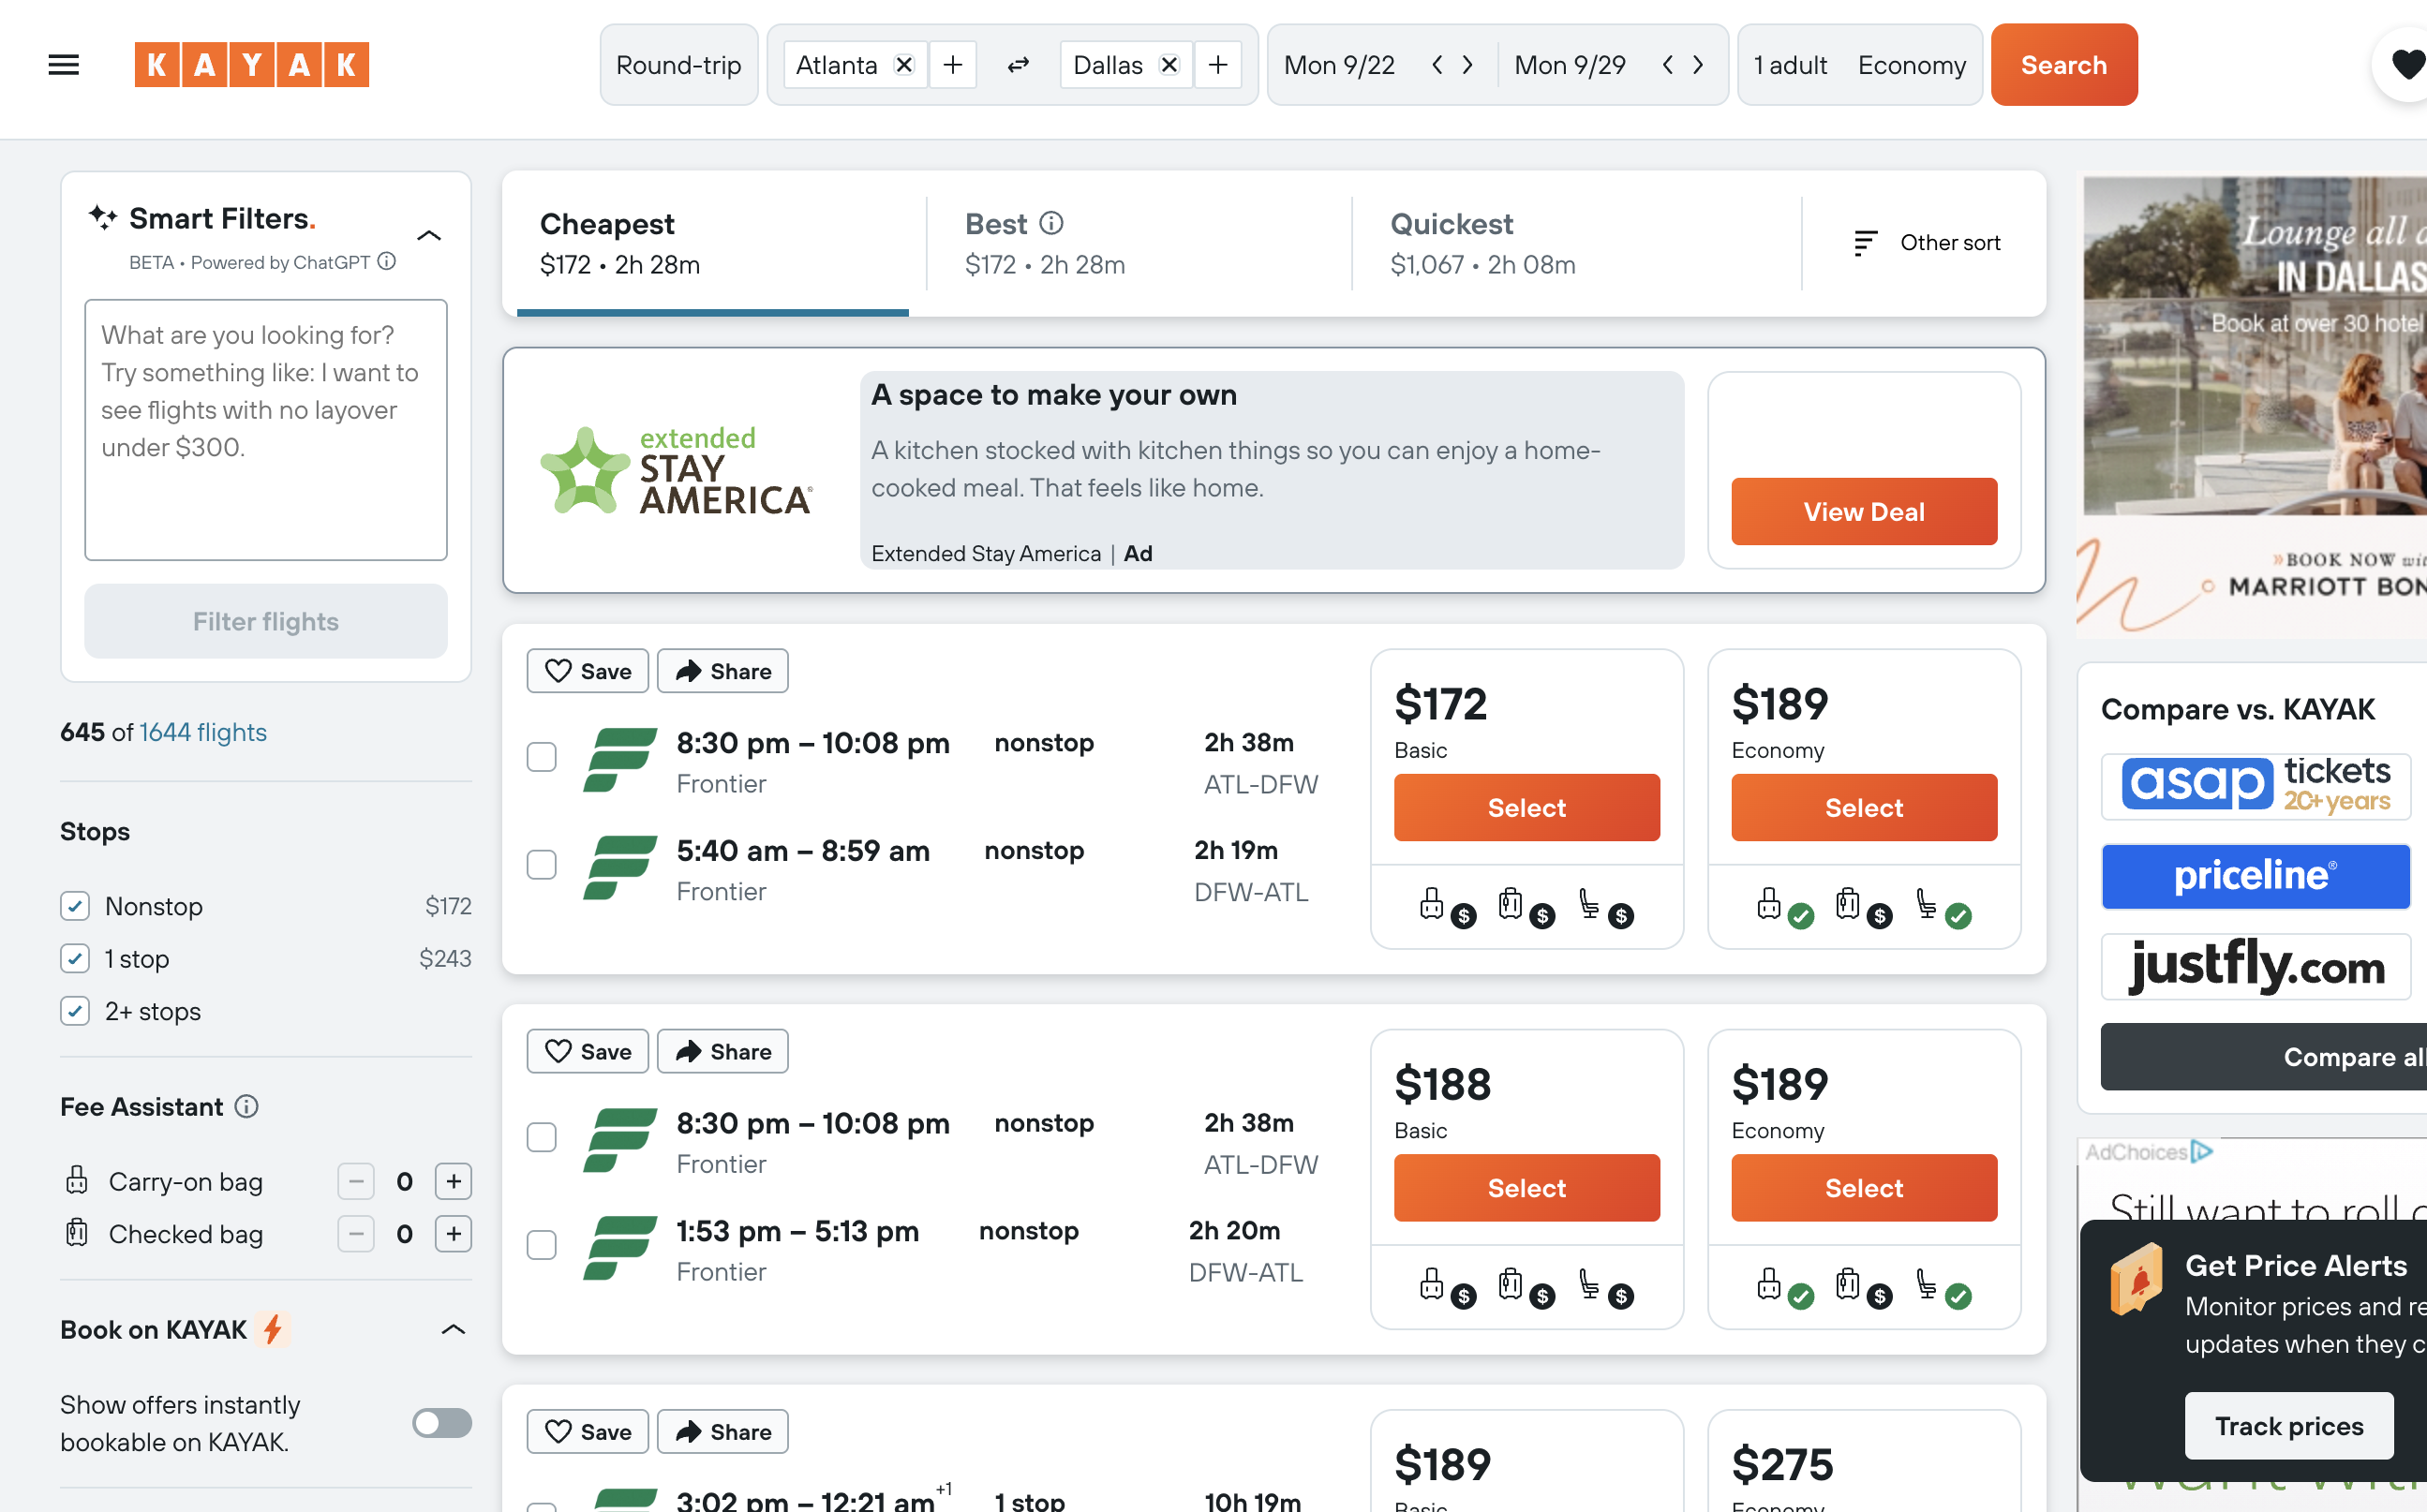 KAYAK
Round-trip
Atlanta
Dallas
Mon 9/22
Mon 9/29
1 adult
Economy
Search
Smart Filters.
BETA • Powered by ChatGPT
What are you looking for?
Try something like: I want to
see flights with no layover
under $300.
Filter flights
645 of 1644 flights
Stops
Nonstop $172
1 stop $243
2+ stops
Fee Assistant
Carry-on bag 0
Checked bag 0
Book on KAYAK
Show offers instantly
bookable on KAYAK.
Cheapest
$172 • 2h 28m
Best
$172 • 2h 28m
Quickest
$1,067 • 2h 08m
Other sort
extended
STAY
AMERICA
A space to make your own
A kitchen stocked with kitchen things so you can enjoy a home-
cooked meal. That feels like home.
Extended Stay America | Ad
View Deal
Save
Share
8:30 pm – 10:08 pm nonstop 2h 38m
Frontier ATL-DFW
5:40 am – 8:59 am nonstop 2h 19m
Frontier DFW-ATL
$172
Basic
Select
$189
Economy
Select
Save
Share
8:30 pm – 10:08 pm nonstop 2h 38m
Frontier ATL-DFW
1:53 pm – 5:13 pm nonstop 2h 20m
Frontier DFW-ATL
$188
Basic
Select
$189
Economy
Select
Save
Share
3:02 pm – 12:21 am +1 1 stop 10h 19m
$189
Basic
$275
Economy
Lounge all
IN DALLAS
Book at over 30 hotel
»BOOK NOW
MARRIOTT BON
Compare vs. KAYAK
asap tickets
20+ years
priceline
justfly.com
Compare all
AdChoices
Still want to roll
Get Price Alerts
Monitor prices and re
updates when they c
Track prices